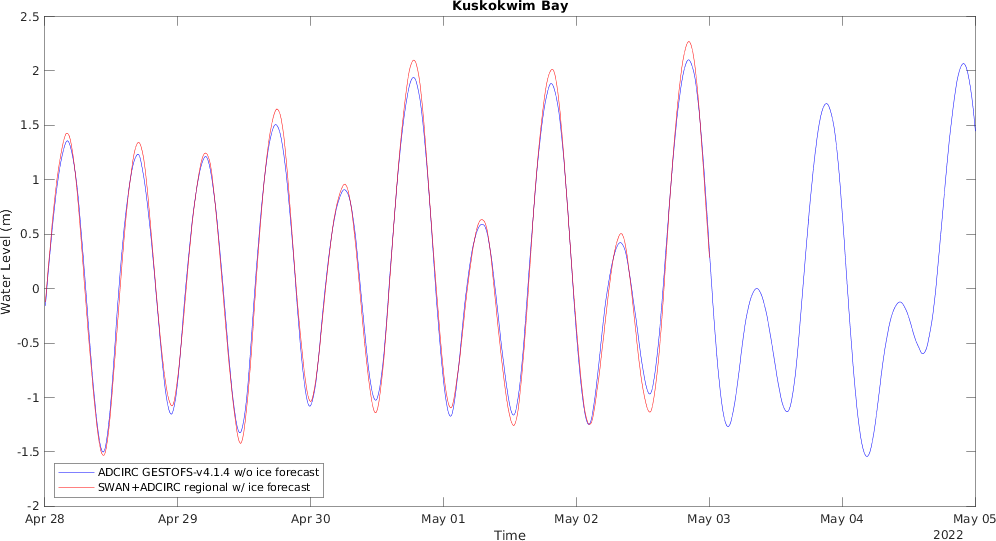 Kuskokwim Bay
2.5
2
1.5
1
0.5
0
-0.5
-1
-1.5
-2
Water Level (m)
ADCIRC GESTOFS-v4.1.4 w/o ice forecast
SWAN+ADCIRC regional w/ ice forecast
Apr 28 Apr 29 Apr 30 May 01 May 02 May 03 May 04 May 05
Time
2022